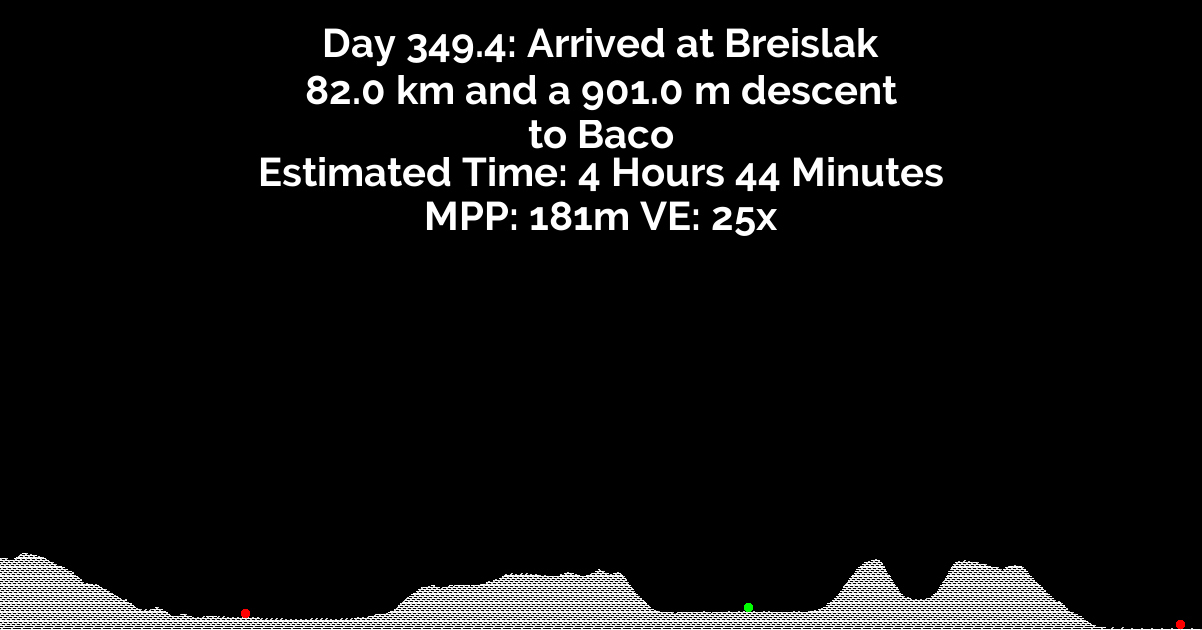 Day 349.4: Arrived at Breislak
82.0 km and a 901.0 m descent
to Baco
Estimated Time: 4 Hours 44 Minutes
MPP: 181m VE: 25x